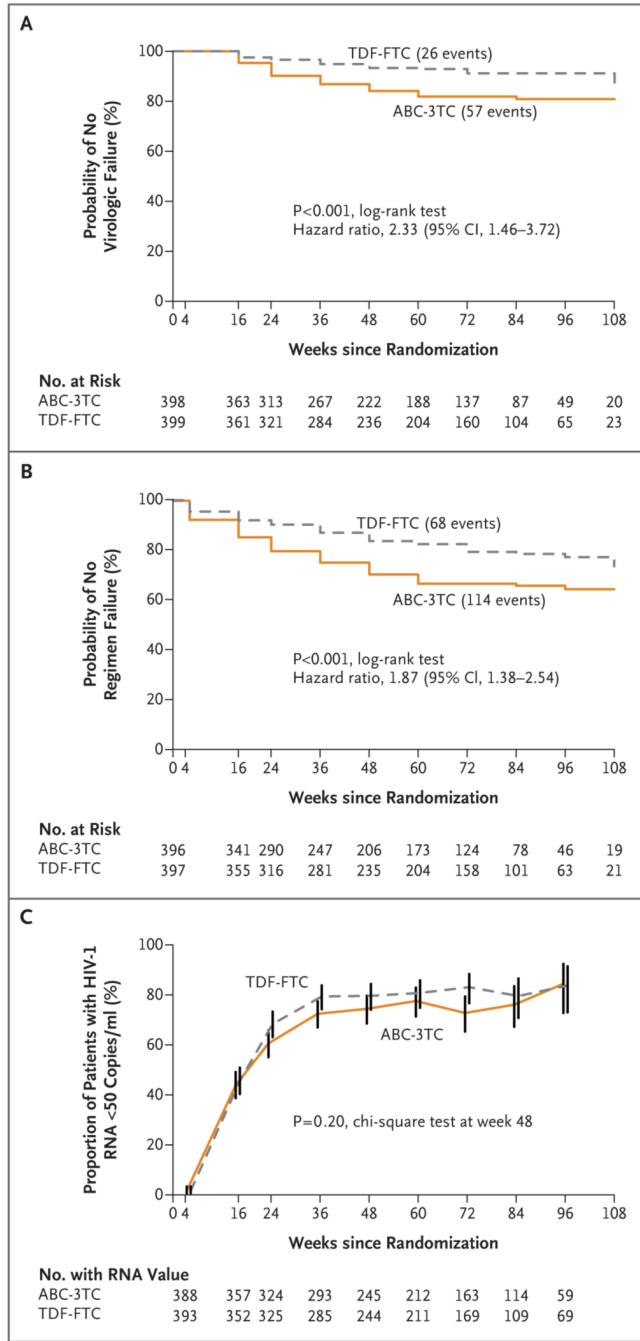 A
Probability of No
Virologic Failure (%)
100
80
60
40
20
0
TDF-FTC (26 events)
ABC-3TC (57 events)
P<0.001, log-rank test
Hazard ratio, 2.33 (95% CI, 1.46–3.72)
0 4 16 24 36 48 60 72 84 96 108
Weeks since Randomization
No. at Risk
ABC-3TC 398 363 313 267 222 188 137 87 49 20
TDF-FTC 399 361 321 284 236 204 160 104 65 23
B
Probability of No
Regimen Failure (%)
100
80
60
40
20
0
TDF-FTC (68 events)
ABC-3TC (114 events)
P<0.001, log-rank test
Hazard ratio, 1.87 (95% CI, 1.38–2.54)
0 4 16 24 36 48 60 72 84 96 108
Weeks since Randomization
No. at Risk
ABC-3TC 396 341 290 247 206 173 124 78 46 19
TDF-FTC 397 355 316 281 235 204 158 101 63 21
C
Proportion of Patients with HIV-1
RNA <50 Copies/ml (%)
100
80
60
40
20
0
TDF-FTC
ABC-3TC
P=0.20, chi-square test at week 48
0 4 16 24 36 48 60 72 84 96 108
Weeks since Randomization
No. with RNA Value
ABC-3TC 388 357 324 293 245 212 163 114 59
TDF-FTC 393 352 325 285 244 211 169 109 69